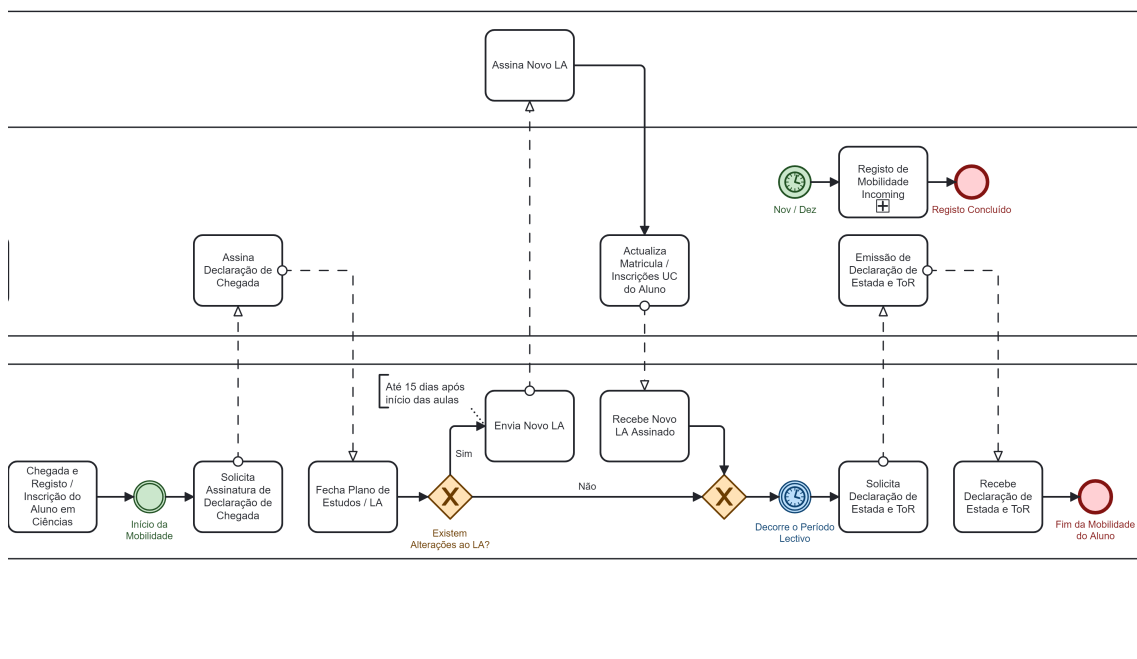 Assina Novo LA
Registo de
Mobilidade
Incoming
Nov / Dez
Registo Concluído
Assina
Declaração de
Chegada
Actualiza
Matricula /
Inscrições UC
do Aluno
Emissão de
Declaração de
Estada e ToR
Até 15 dias após
início das aulas
Envia Novo LA
Recebe Novo
LA Assinado
Sim
Chegada e
Registo /
Inscrição do
Aluno em
Ciências
Início da
Mobilidade
Solicita
Assinatura de
Declaração de
Chegada
Fecha Plano de
Estudos / LA
Existem
Alterações ao LA?
Não
Decorre o Período
Lectivo
Solicita
Declaração de
Estada e ToR
Recebe
Declaração de
Estada e ToR
Fim da Mobilidade
do Aluno